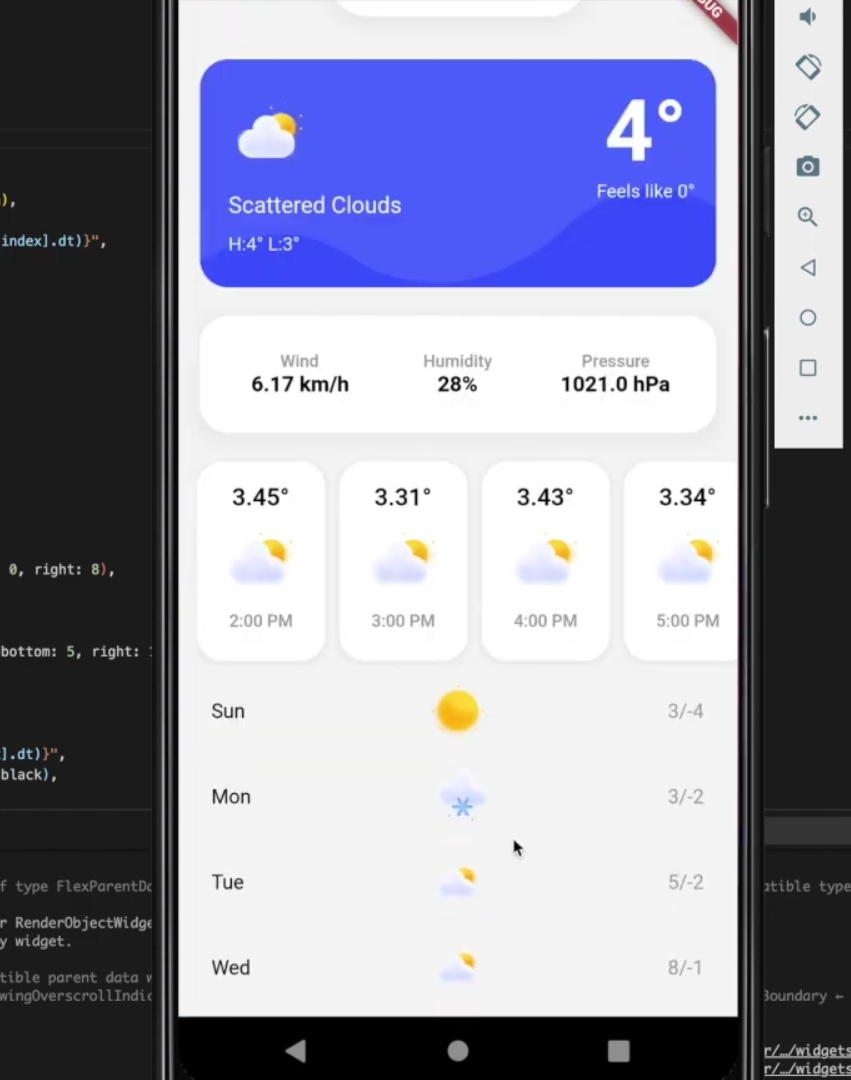 UG
4°
Feels like 0°
Scattered Clouds
H:4° L:3°
Wind Humidity Pressure
6.17 km/h 28% 1021.0 hPa
3.45° 3.31° 3.43° 3.34°
2:00 PM 3:00 PM 4:00 PM 5:00 PM
Sun 3/-4
Mon 3/-2
Tue 5/-2
Wed 8/-1
),
index].dt)}",
0, right: 8),
bottom: 5, right:
].dt)}",
black),
f type FlexParentDa
r RenderObjectWidge
y widget.
tible parent data w
wingOverscrollIndic
atible type
Boundary ←
r/…/widgets
r/…/widgets